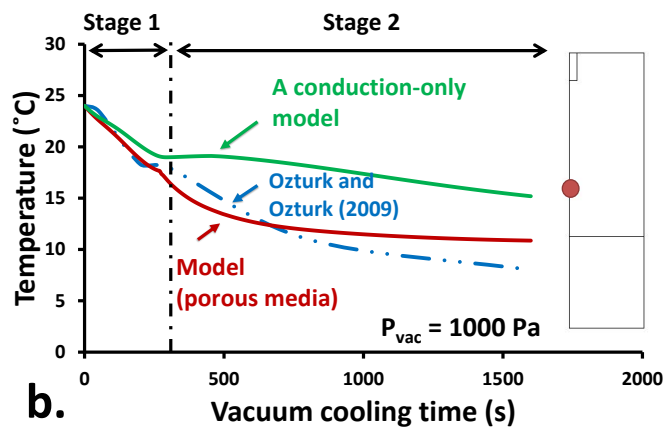 Stage 1
Stage 2
30
25
20
15
10
5
0
Temperature (˚C)
A conduction-only
model
Ozturk and
Ozturk (2009)
Model
(porous media)
P_vac = 1000 Pa
0
500
1000
1500
2000
b.
Vacuum cooling time (s)